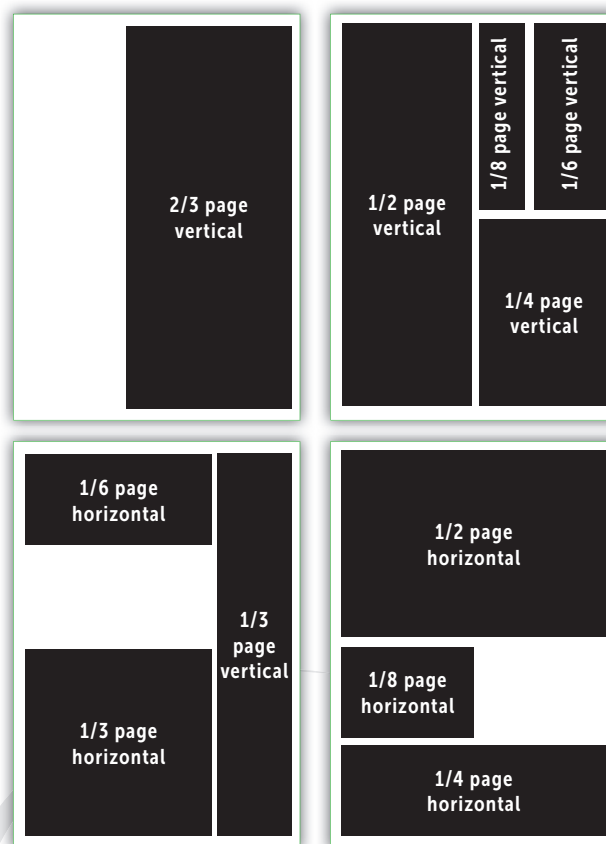 2/3 page
vertical
1/2 page
vertical
1/8 page vertical
1/6 page vertical
1/4 page
vertical
1/6 page
horizontal
1/3
page
vertical
1/3 page
horizontal
1/2 page
horizontal
1/8 page
horizontal
1/4 page
horizontal